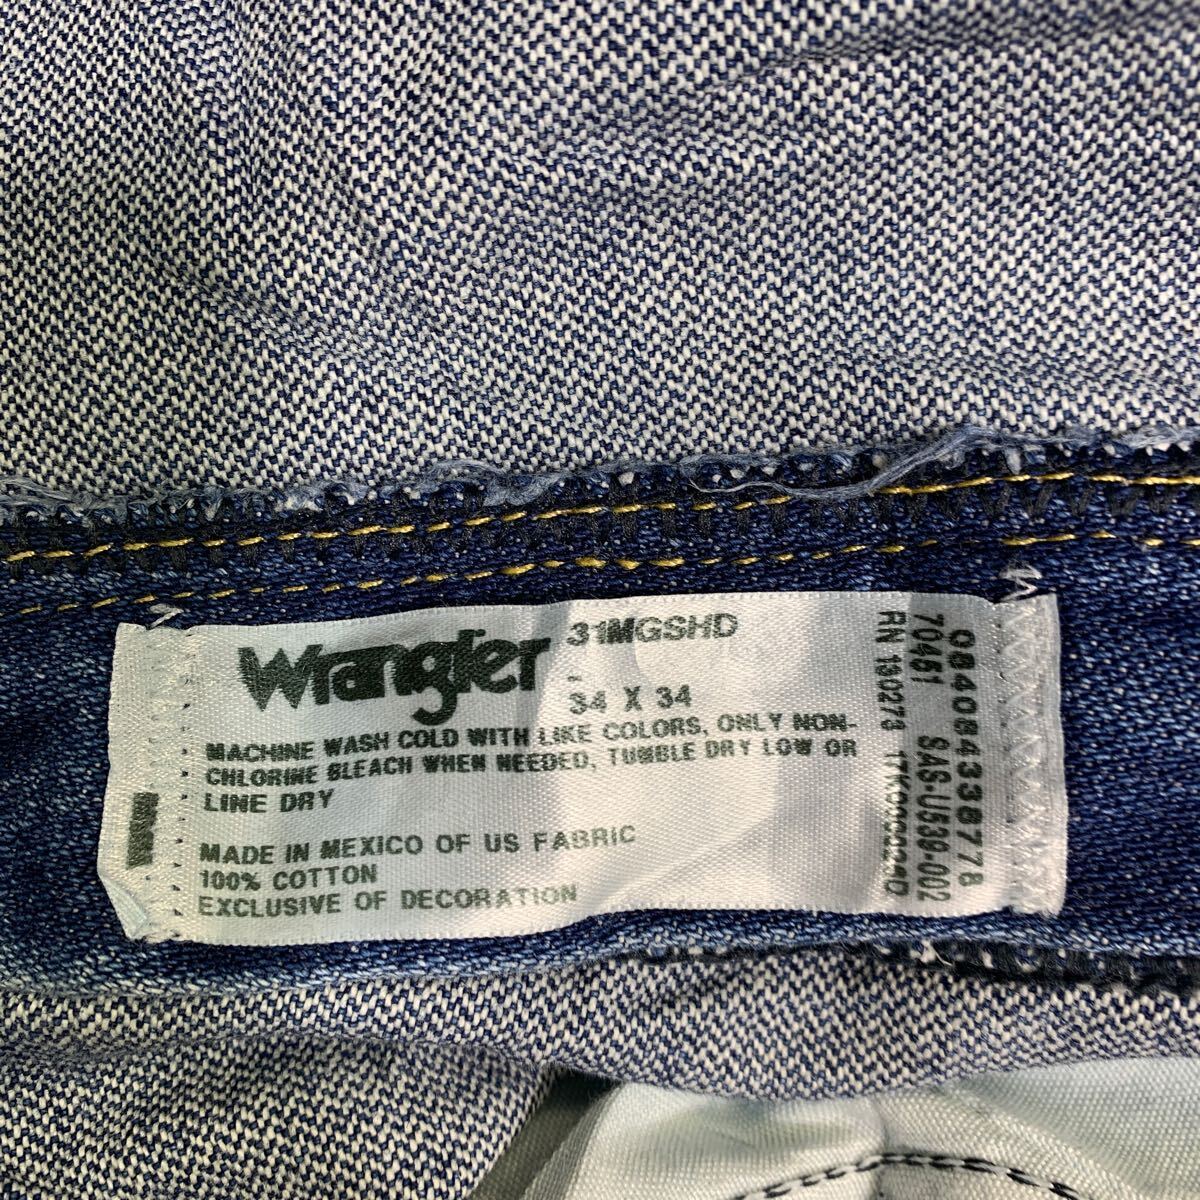 Wrangler
31MGSHD
-
34 X 34
MACHINE WASH COLD WITH LIKE COLORS, ONLY NON-
CHLORINE BLEACH WHEN NEEDED, TUMBLE DRY LOW OR
LINE DRY
MADE IN MEXICO OF US FABRIC
100% COTTON
EXCLUSIVE OF DECORATION
084084338778
70451 SAS-U539-002
RN 130273